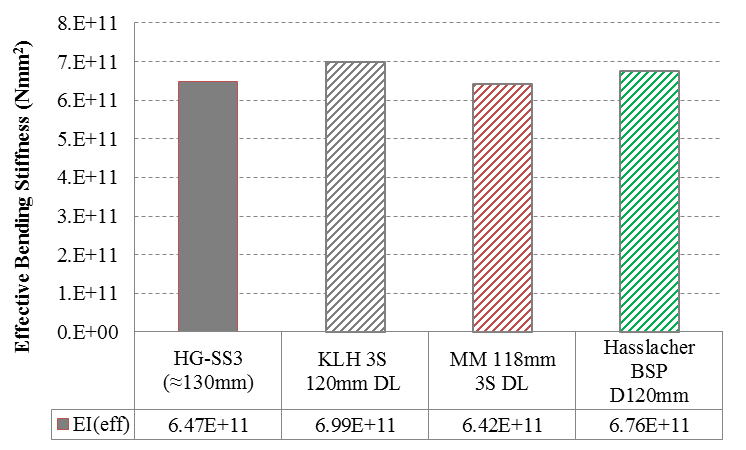 8.E+11
7.E+11
6.E+11
5.E+11
4.E+11
3.E+11
2.E+11
1.E+11
0.E+00
Effective Bending Stiffness (Nmm²)
HG-SS3
(≈130mm)
KLH 3S
120mm DL
MM 118mm
3S DL
Hasslacher
BSP
D120mm
EI(eff) 6.47E+11 6.99E+11 6.42E+11 6.76E+11